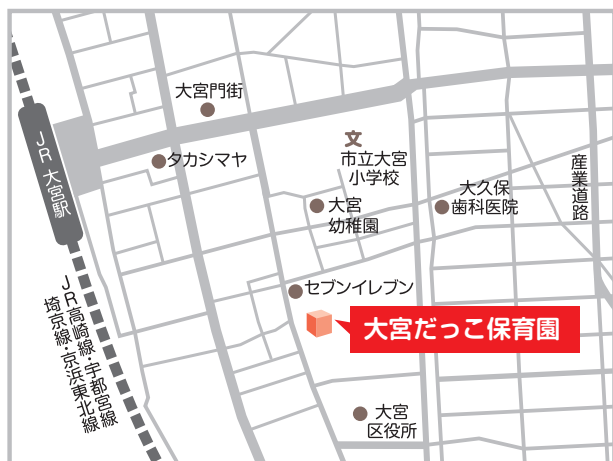 大宮門街
JR 大宮駅
タカシマヤ
文
市立大宮
小学校
産業道路
大久保
歯科医院
大宮
幼稚園
セブンイレブン
大宮だっこ保育園
JR高崎線・宇都宮線
埼京線・京浜東北線
大宮
区役所